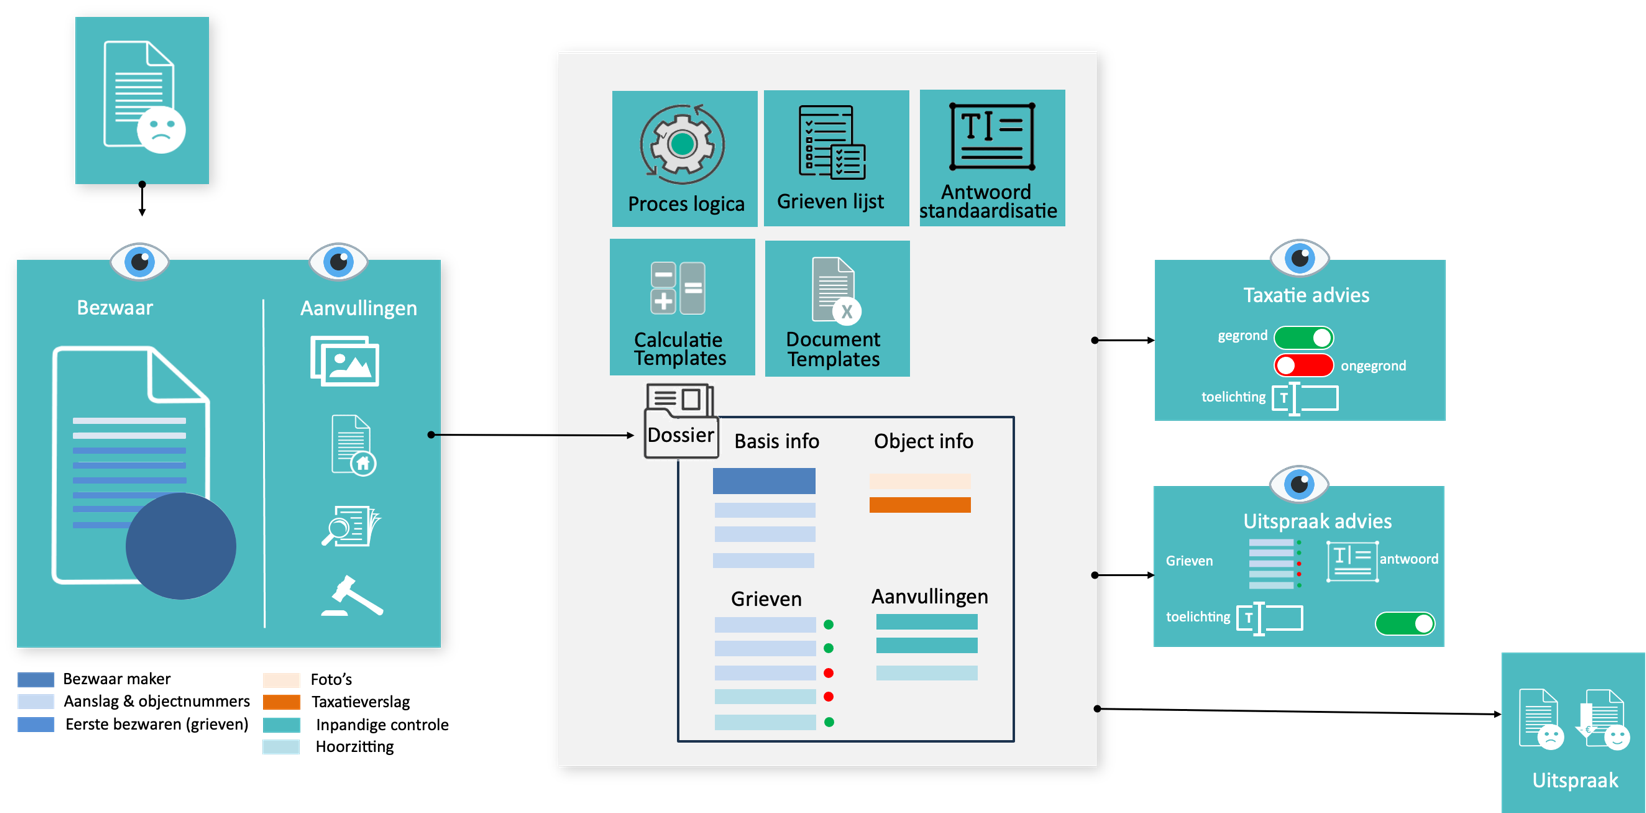 Bezwaar
Aanvullingen
Bezwaar maker
Aanslag & objectnummers
Eerste bezwaren (grieven)
Foto's
Taxatieverslag
Inpandige controle
Hoorzitting
Proces logica
Grieven lijst
T
Antwoord
standaardisatie
Calculatie
Templates
X
Document
Templates
Dossier
Basis info
Object info
Grieven
Aanvullingen
Taxatie advies
gegrond
ongegrond
toelichting
T
Uitspraak advies
Grieven
T
antwoord
toelichting
T
€
Uitspraak